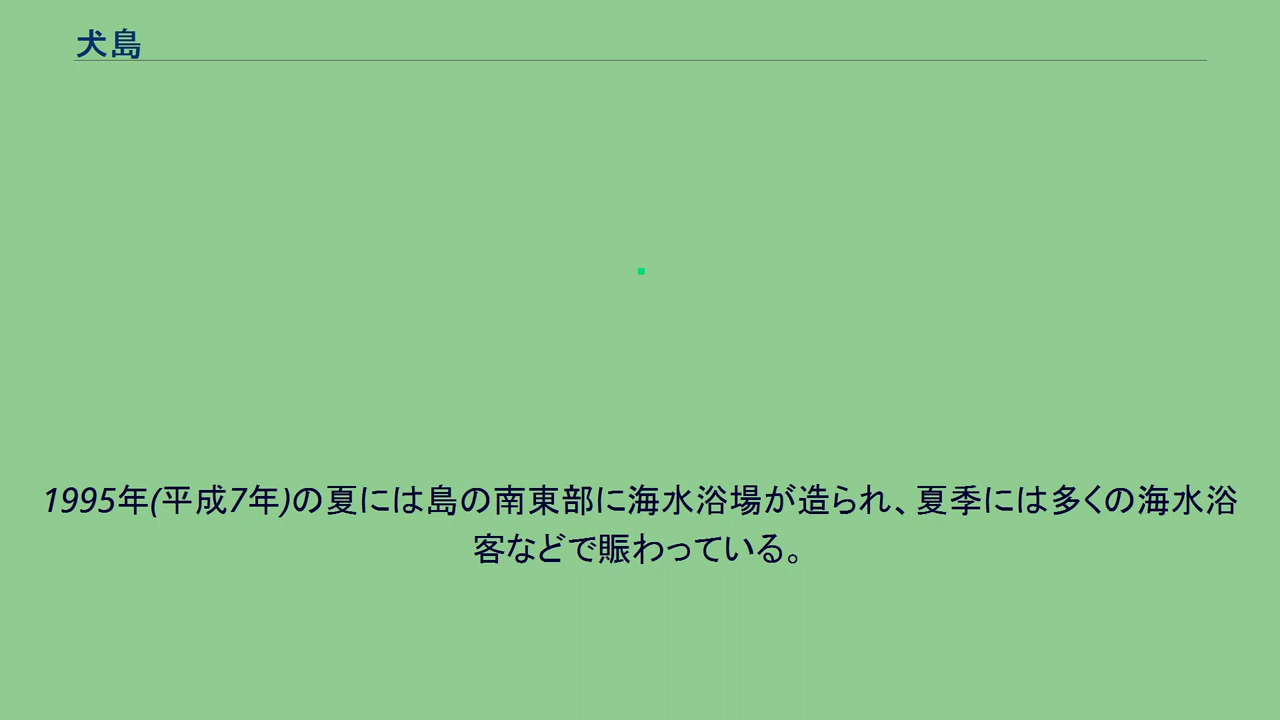 犬島
1995年(平成7年)の夏には島の南東部に海水浴場が造られ、夏季には多くの海水浴
客などで賑わっている。